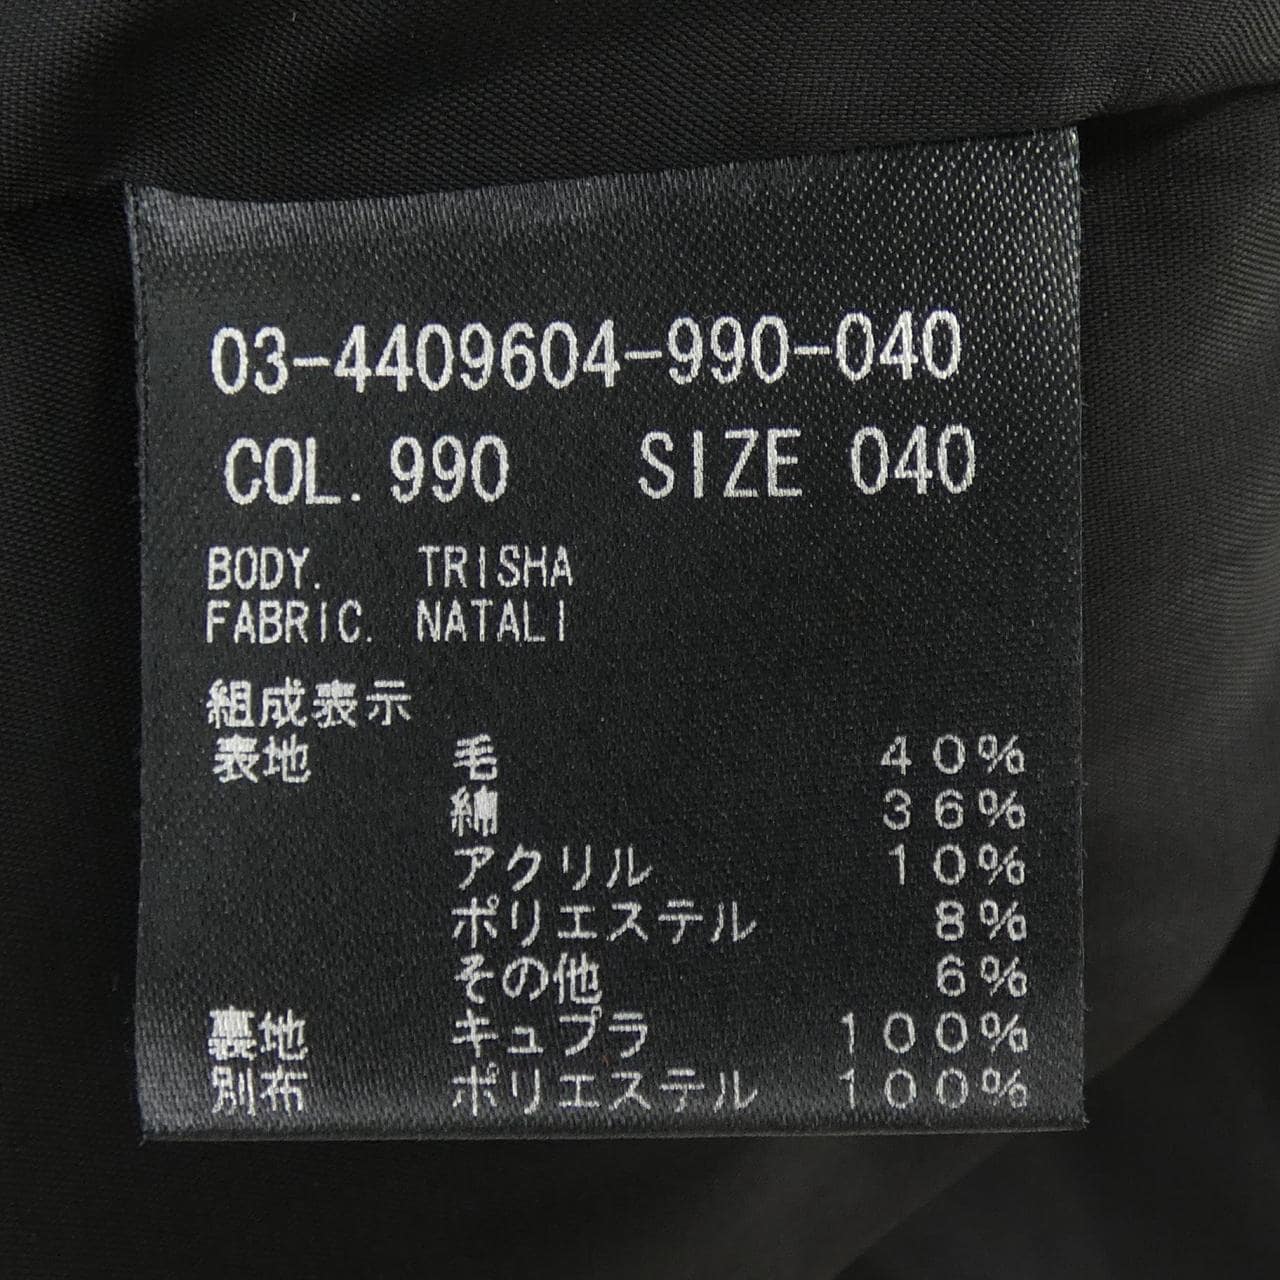 03-4409604-990-040
COL. 990 SIZE 040
BODY. TRISHA
FABRIC. NATALI
組成表示
表地 毛 40%
綿 36%
アクリル 10%
ポリエステル 8%
その他 6%
裏地 キュプラ 100%
別布 ポリエステル 100%